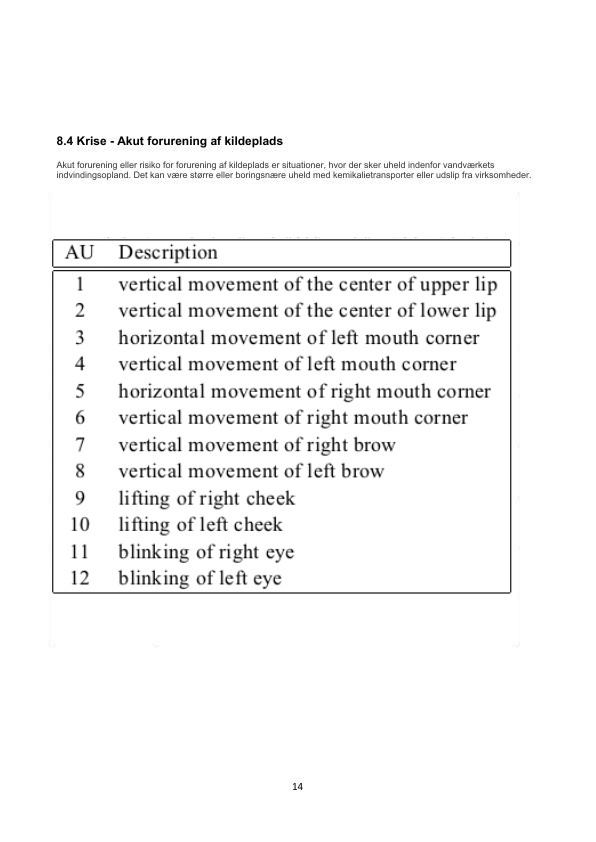 8.4 Krise - Akut forurening af kildeplads
Akut forurening eller risiko for forurening af kildeplads er situationer, hvor der sker uheld indenfor vandværkets
indvindingsopland. Det kan være større eller boringsnære uheld med kemikalietransporter eller udslip fra virksomheder.
AU Description
1 vertical movement of the center of upper lip
2 vertical movement of the center of lower lip
3 horizontal movement of left mouth corner
4 vertical movement of left mouth corner
5 horizontal movement of right mouth corner
6 vertical movement of right mouth corner
7 vertical movement of right brow
8 vertical movement of left brow
9 lifting of right cheek
10 lifting of left cheek
11 blinking of right eye
12 blinking of left eye
14